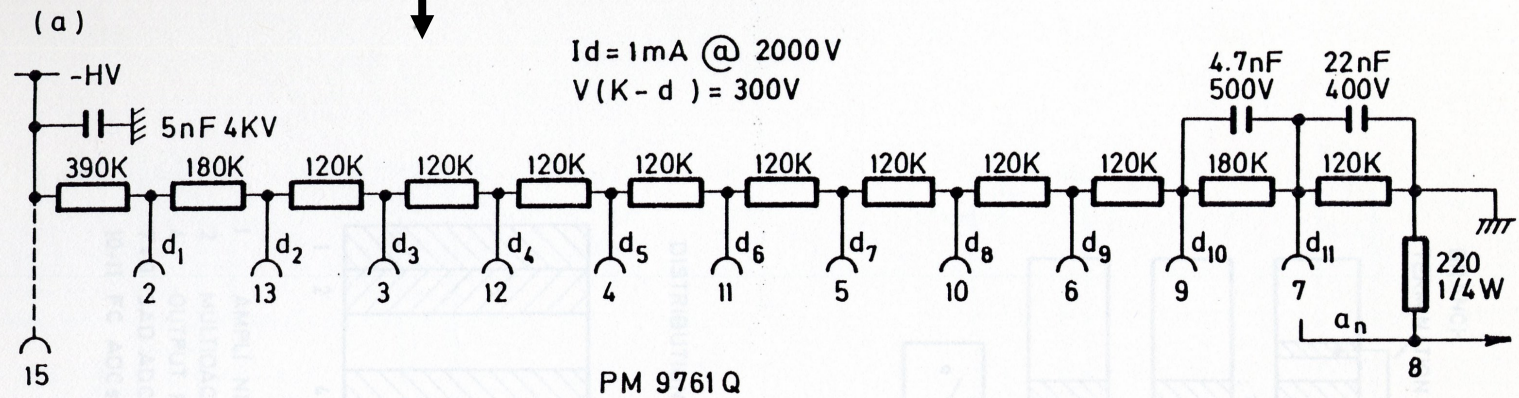 (a)
Id = 1mA @ 2000V
V(K-d ) = 300V
-HV
5nF 4KV
4.7nF 22nF
500V 400V
390K 180K 120K 120K 120K 120K 120K 120K 120K 120K 180K 120K
d1 d2 d3 d4 d5 d6 d7 d8 d9 d10 d11
2 13 3 12 4 11 5 10 6 9 7
220
1/4W
an
15
8
PM 9761Q